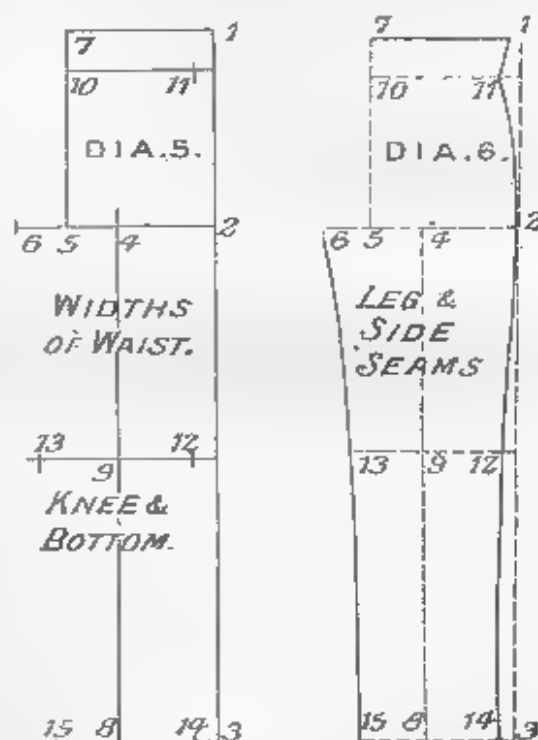 7 1
10 11
DIA.5.
6 5 4 2
WIDTHS
OF WAIST.
13 12
9
KNEE &
BOTTOM.
15 8 14 3
7 1
10 11
DIA.6.
6 5 4 2
LEG &
SIDE
SEAMS
13 9 12
15 8 14 3